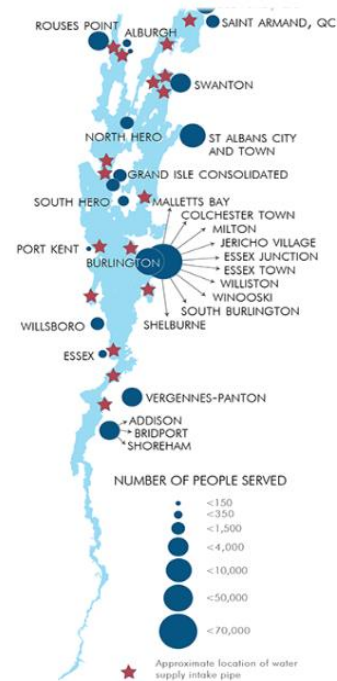 SAINT ARMAND, QC
ROUSES POINT
ALBURGH
SWANTON
NORTH HERO
ST ALBANS CITY
AND TOWN
GRAND ISLE CONSOLIDATED
SOUTH HERO
MALLETTS BAY
COLCHESTER TOWN
MILTON
JERICHO VILLAGE
PORT KENT
BURLINGTON
ESSEX JUNCTION
ESSEX TOWN
WILLISTON
WINOOSKI
SOUTH BURLINGTON
SHELBURNE
WILLSBORO
ESSEX
VERGENNES-PANTON
ADDISON
BRIDPORT
SHOREHAM
NUMBER OF PEOPLE SERVED
<150
<350
<1,500
<4,000
<10,000
<50,000
<70,000
Approximate location of water
supply intake pipe